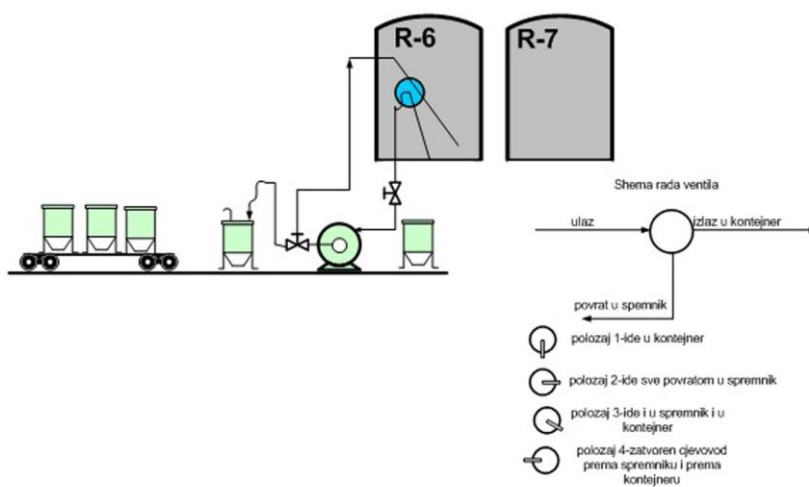 R-6
R-7
Shema rada ventila
ulaz
izlaz u kontejner
povrat u spemnik
polozaj 1-ide u kontejner
polozaj 2-ide sve povratom u spremnik
polozaj 3-ide i u spremnik i u
kontejner
polozaj 4-zatvoren cjevovod
prema spremniku i prema
kontejneru